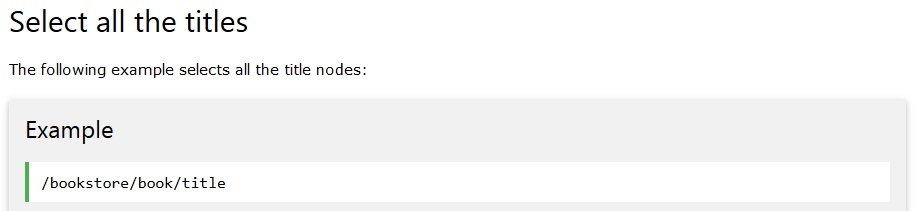 Select all the titles
The following example selects all the title nodes:
Example
/bookstore/book/title